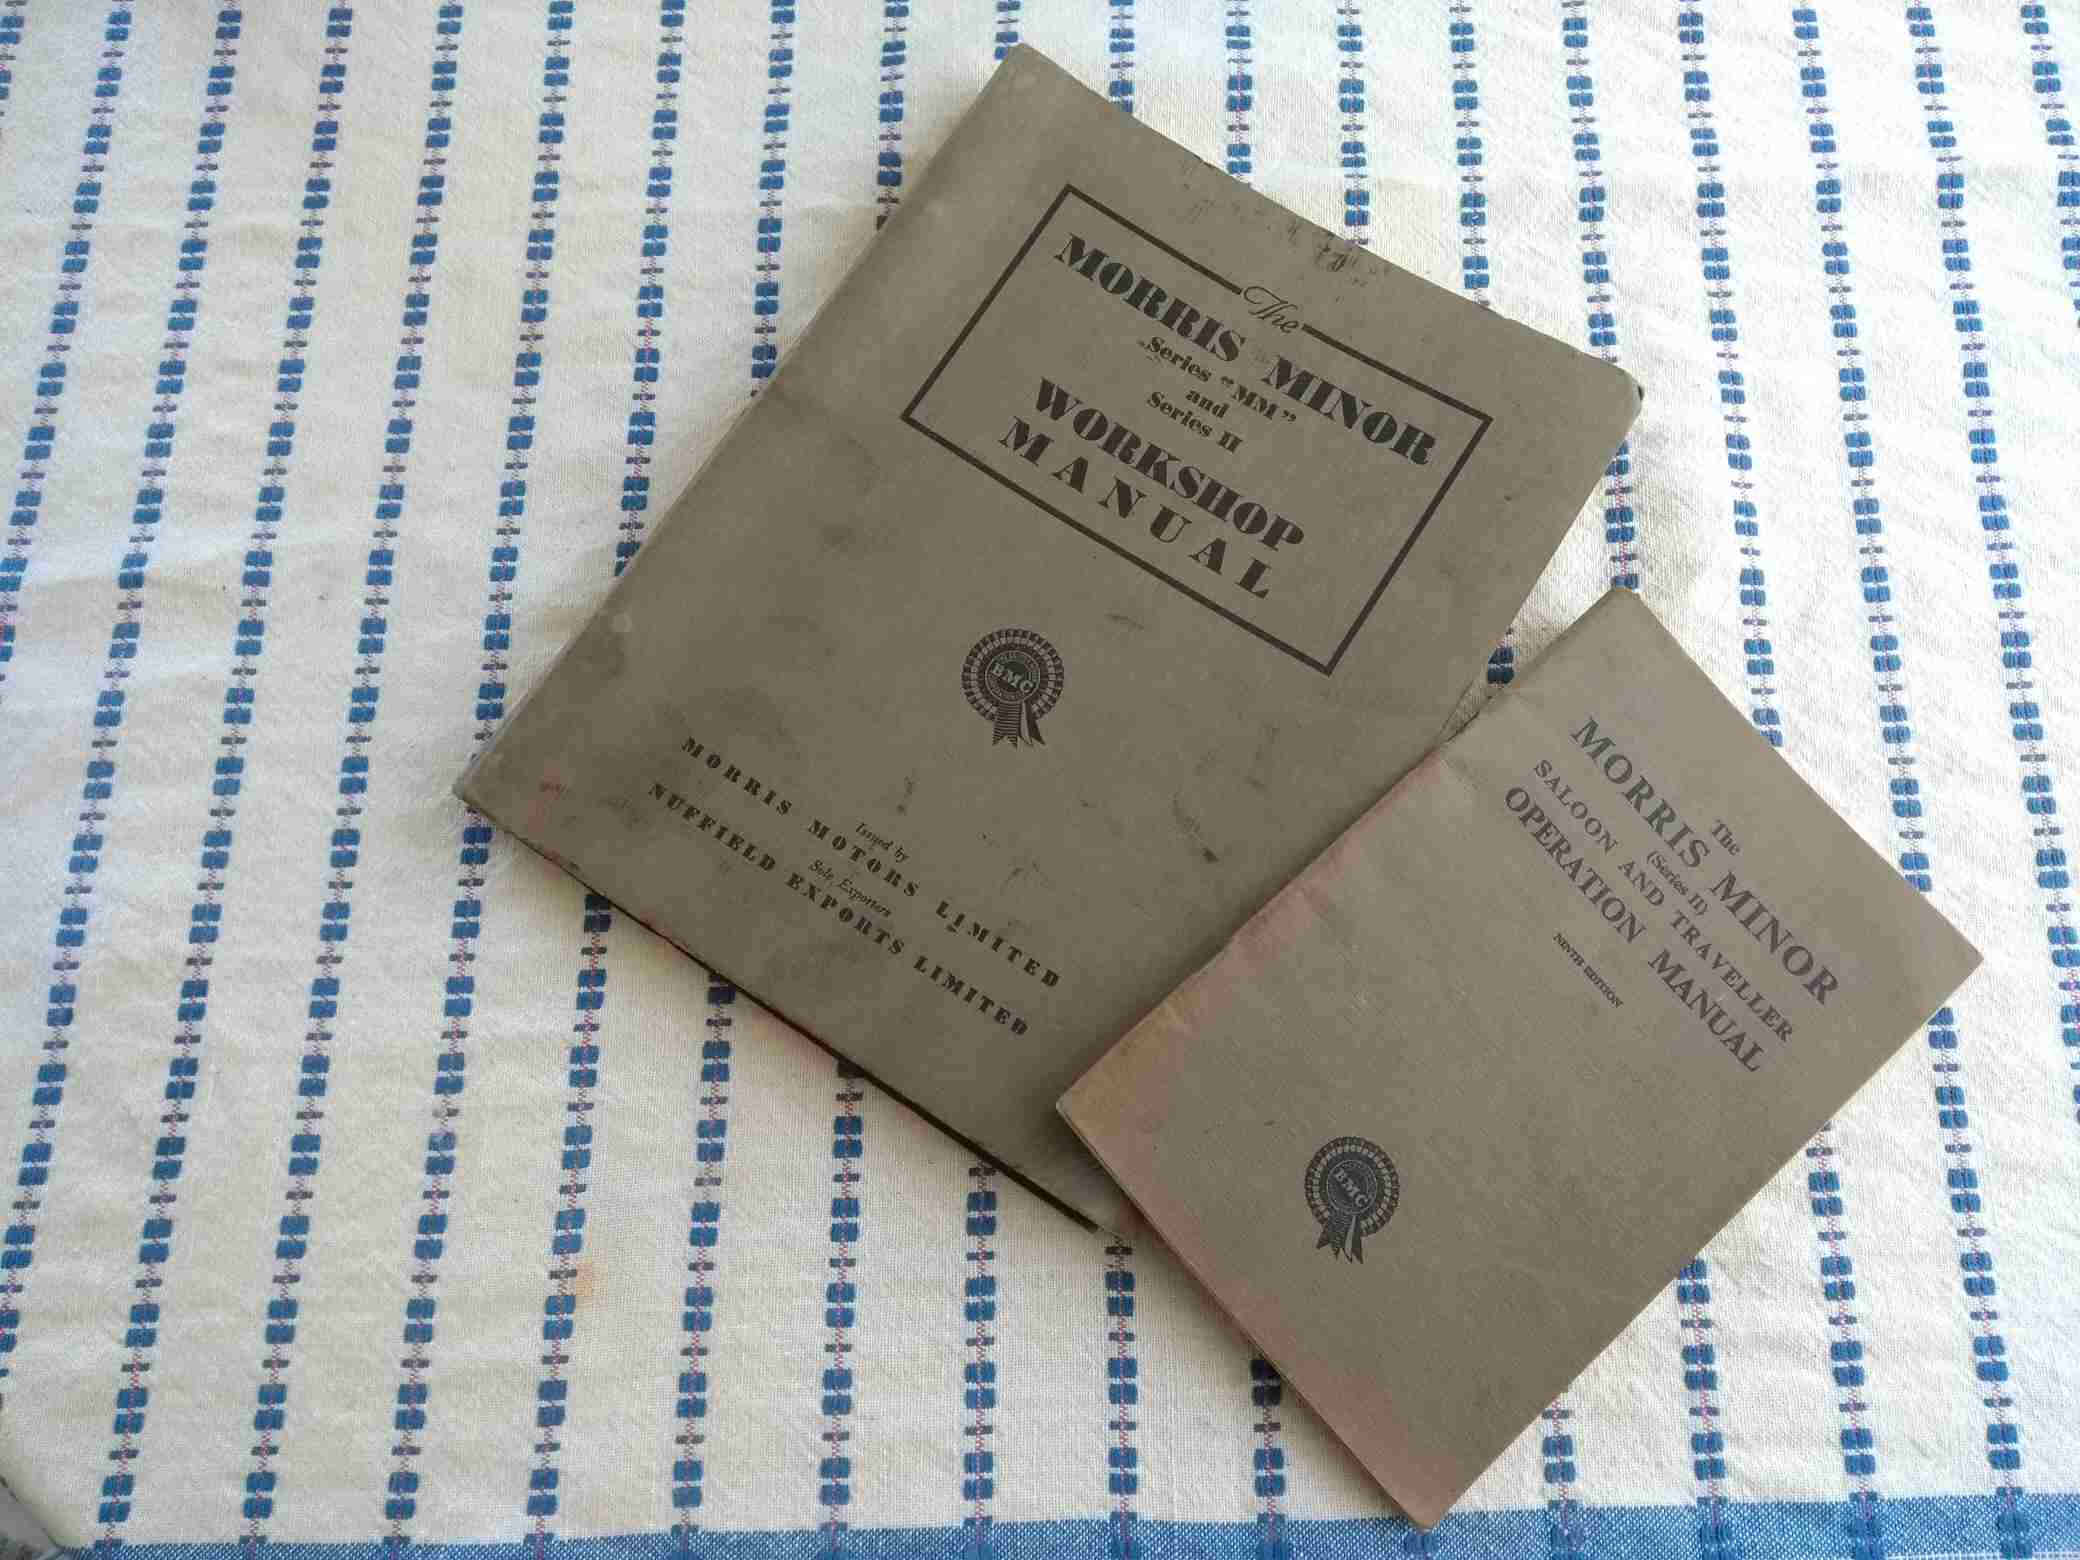 The
MORRIS MINOR
Series "MM"
and
Series II
WORKSHOP
MANUAL
BMC
Issued by
MORRIS MOTORS LIMITED
Sole Exporters
NUFFIELD EXPORTS LIMITED
The
MORRIS MINOR
(Series II)
SALOON AND TRAVELLER
OPERATION MANUAL
NINTH EDITION
BMC